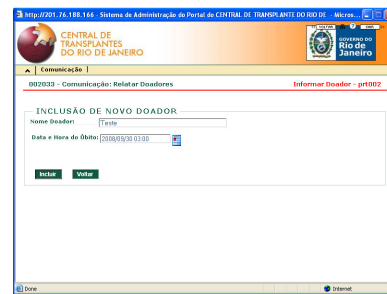 http://201.76.188.166 - Sistema de Administração do Portal de CENTRAL DE TRANSPLANTE DO RIO DE - Micros...
CENTRAL DE
TRANSPLANTES
DO RIO DE JANEIRO
GOVERNO DO
Rio de
Janeiro
Comunicação |
002033 - Comunicação: Relatar Doadores
Informar Doador - prt002
INCLUSÃO DE NOVO DOADOR
Nome Doador:
Teste
Data e Hora do Óbito:
2008/09/30 03:00
Incluir
Voltar
Done
Internet